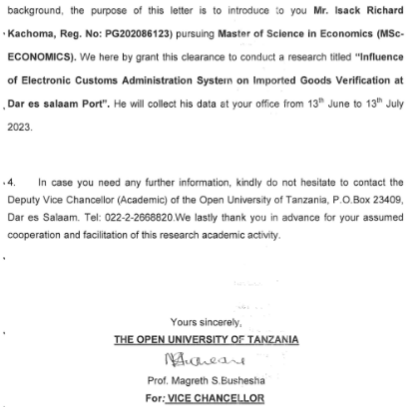 background, the purpose of this letter is to introduce to you Mr. Isack Richard
Kachoma, Reg. No: PG202086123) pursuing Master of Science in Economics (MSc-
ECONOMICS). We here by grant this clearance to conduct a research titled "Influence
of Electronic Customs Administration System on Imported Goods Verification at
Dar es salaam Port". He will collect his data at your office from 13th June to 13th July
2023.
4. In case you need any further information, kindly do not hesitate to contact the
Deputy Vice Chancellor (Academic) of the Open University of Tanzania, P.O.Box 23409,
Dar es Salaam. Tel: 022-2-2668820.We lastly thank you in advance for your assumed
cooperation and facilitation of this research academic activity.
Yours sincerely,
THE OPEN UNIVERSITY OF TANZANIA
Prof. Magreth S.Bushesha
For: VICE CHANCELLOR